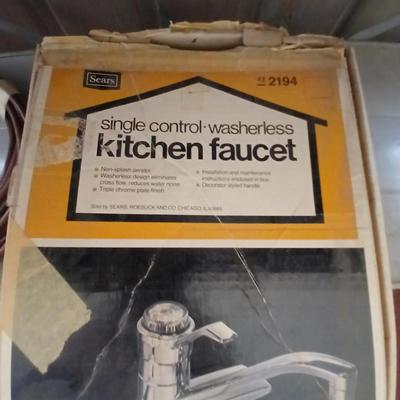 Sears
42 2194
single control · washerless
kitchen faucet
Non-splash aerator.
Washerless design eliminates
cross flow, reduces water noise.
Triple chrome plate finish.
Installation and maintenance
instructions enclosed in box.
Decorator styled handle.
Sold by SEARS, ROEBUCK AND CO. CHICAGO, IL